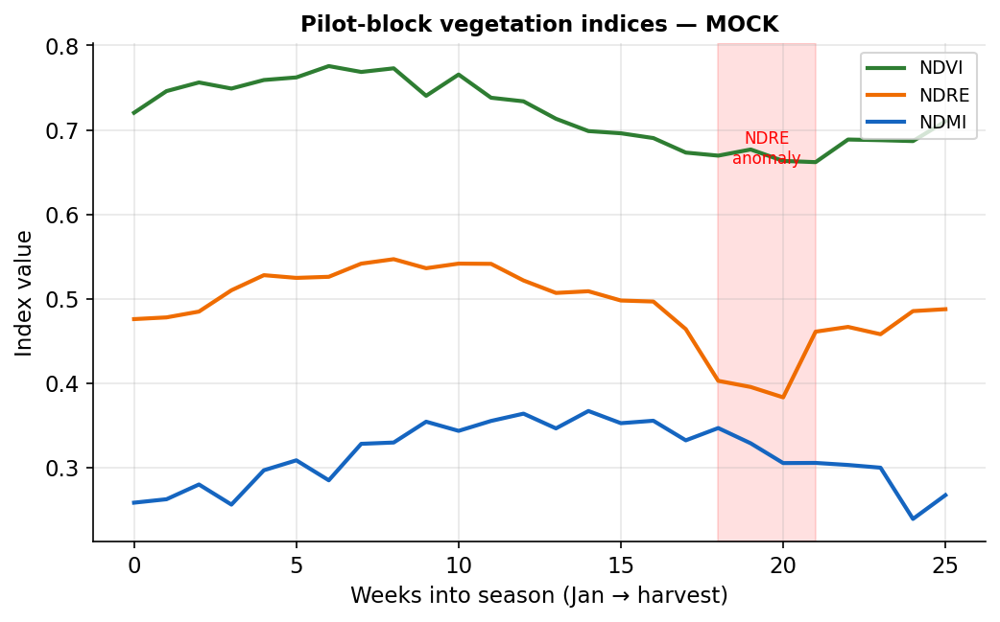 Pilot-block vegetation indices — MOCK
NDVI
NDRE
NDMI
NDRE
anomaly
Index value
0.8
0.7
0.6
0.5
0.4
0.3
0
5
10
15
20
25
Weeks into season (Jan → harvest)